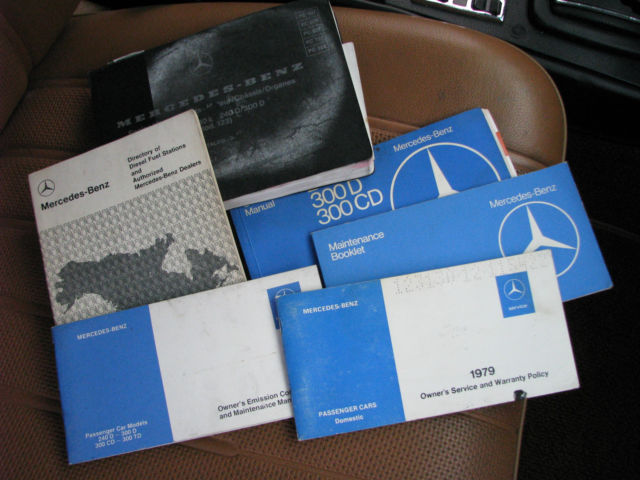 MERCEDES-BENZ
240 D/300 D
Mercedes-Benz
Directory of
Diesel Fuel Stations
and
Authorized
Mercedes-Benz Dealers
Mercedes-Benz
Manual
300 D
300 CD
Mercedes-Benz
Maintenance
Booklet
MERCEDES-BENZ
Owner's Emission
and Maintenance
Passenger Car Models
240 D - 300 D
300 CD - 300 TD
MERCEDES-BENZ
SERVICE
1979
Owner's Service and Warranty Policy
PASSENGER CARS
Domestic